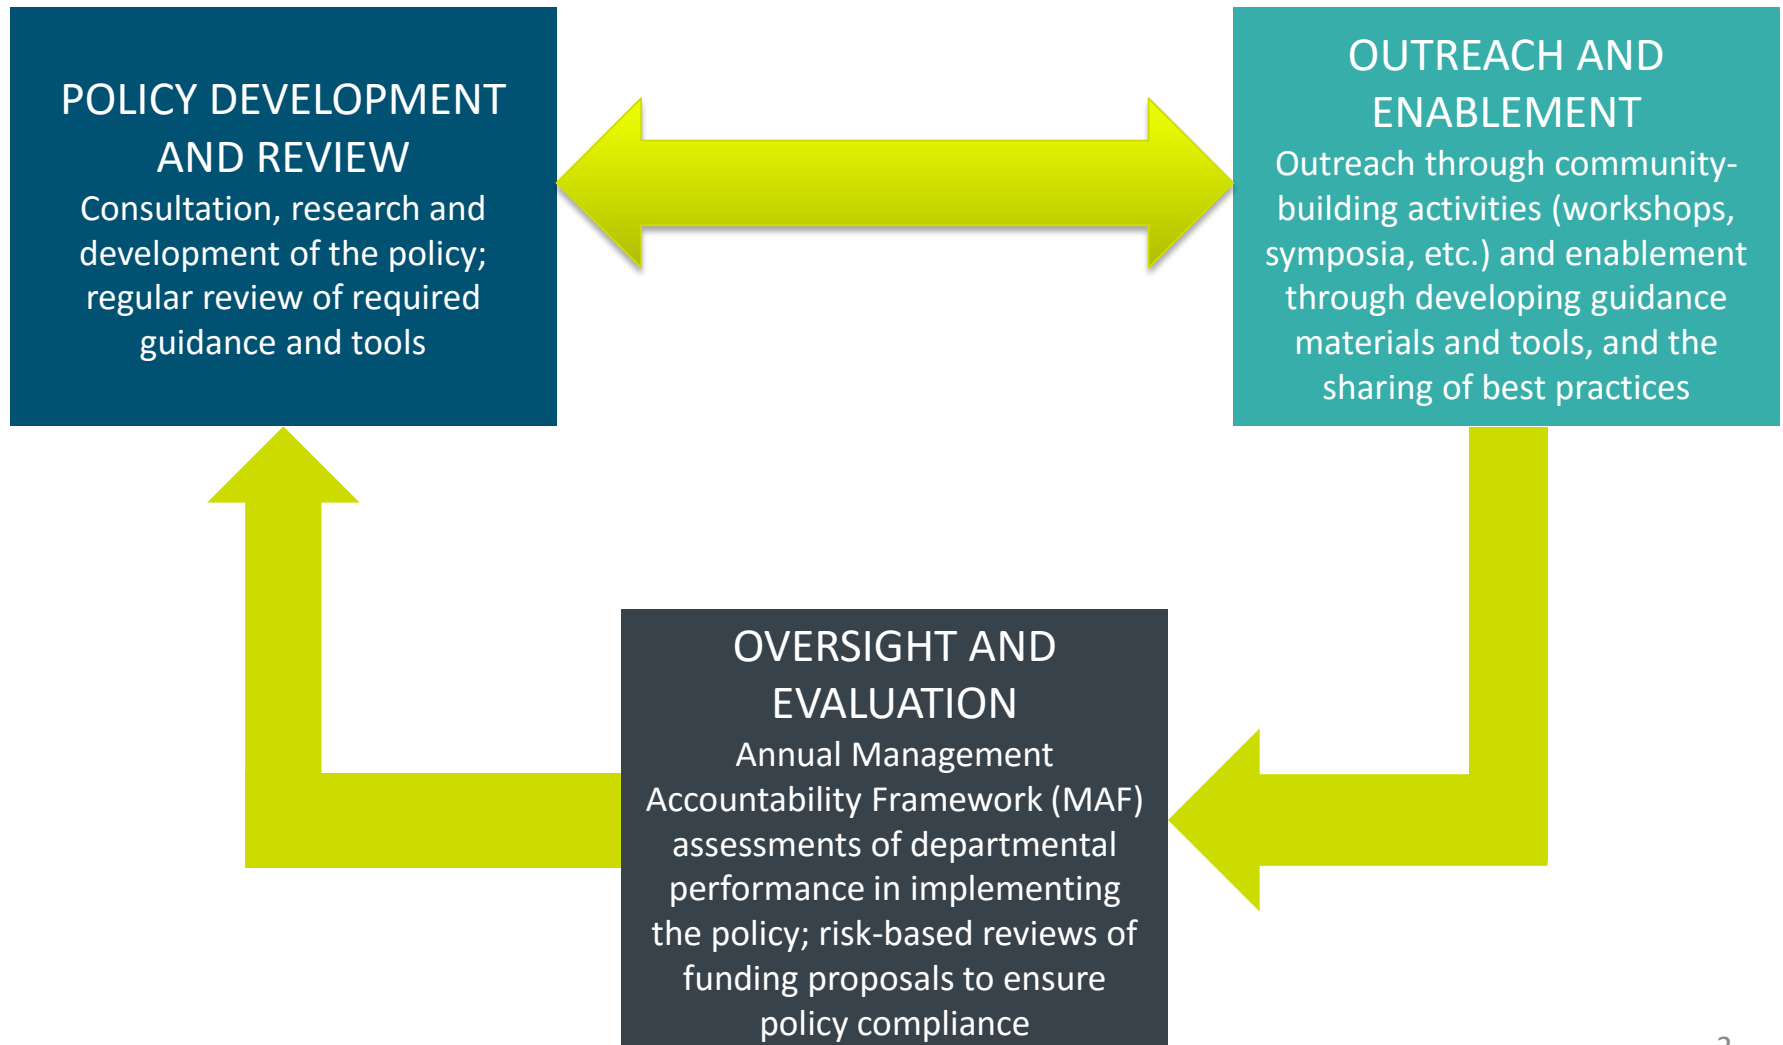 POLICY DEVELOPMENT
AND REVIEW
Consultation, research and
development of the policy;
regular review of required
guidance and tools
OUTREACH AND
ENABLEMENT
Outreach through community-
building activities (workshops,
symposia, etc.) and enablement
through developing guidance
materials and tools, and the
sharing of best practices
OVERSIGHT AND
EVALUATION
Annual Management
Accountability Framework (MAF)
assessments of departmental
performance in implementing
the policy; risk-based reviews of
funding proposals to ensure
policy compliance